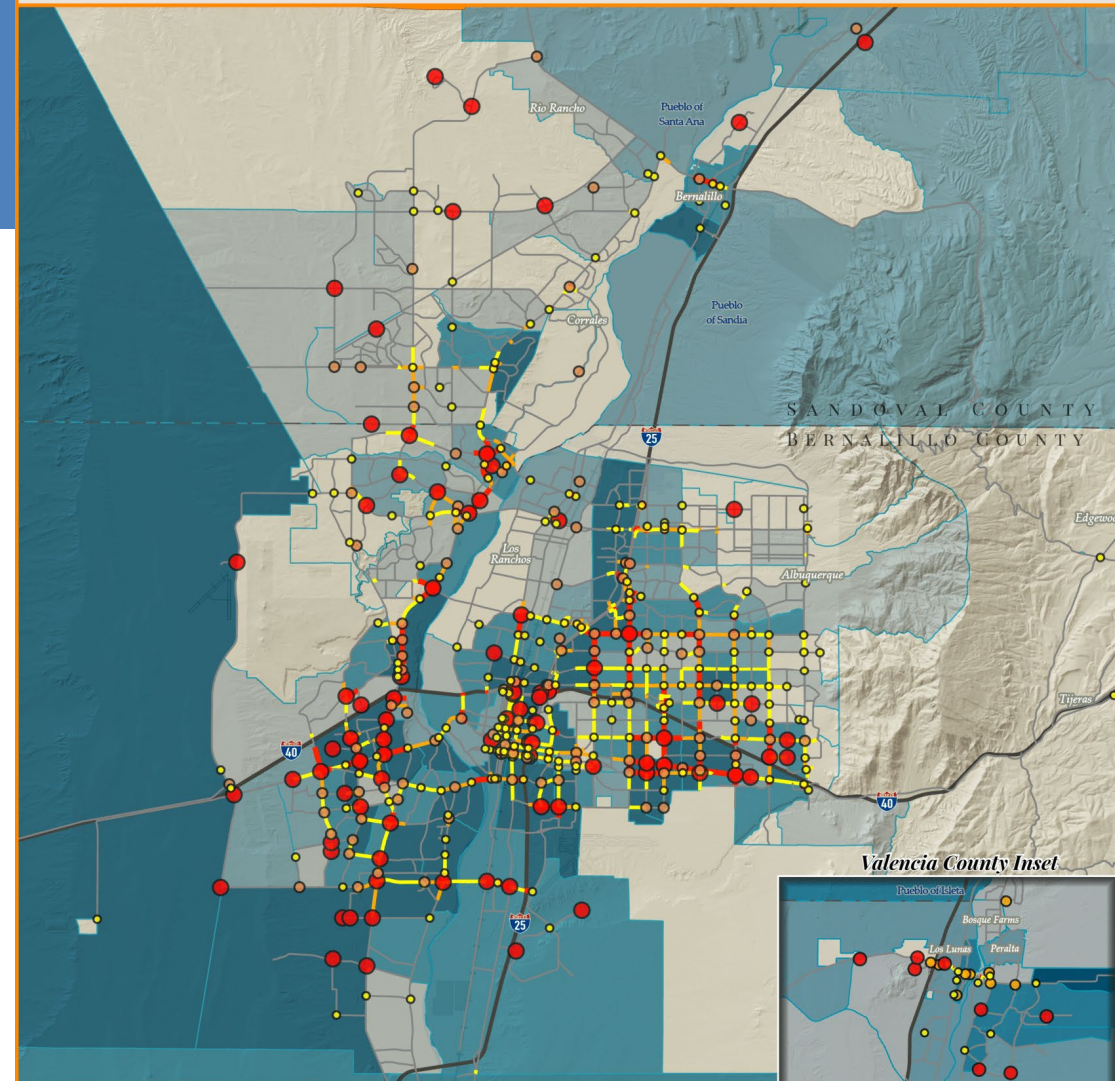 Rio Rancho
Pueblo of
Santa Ana
Bernalillo
Pueblo
of Sandia
Corrales
SANDOVAL COUNTY
BERNALILLO COUNTY
25
Edgewoo
Los
Ranchos
Albuquerque
Tijeras
40
40
25
Valencia County Inset
Pueblo of Isleta
Bosque Farms
Los Lunas
Peralta